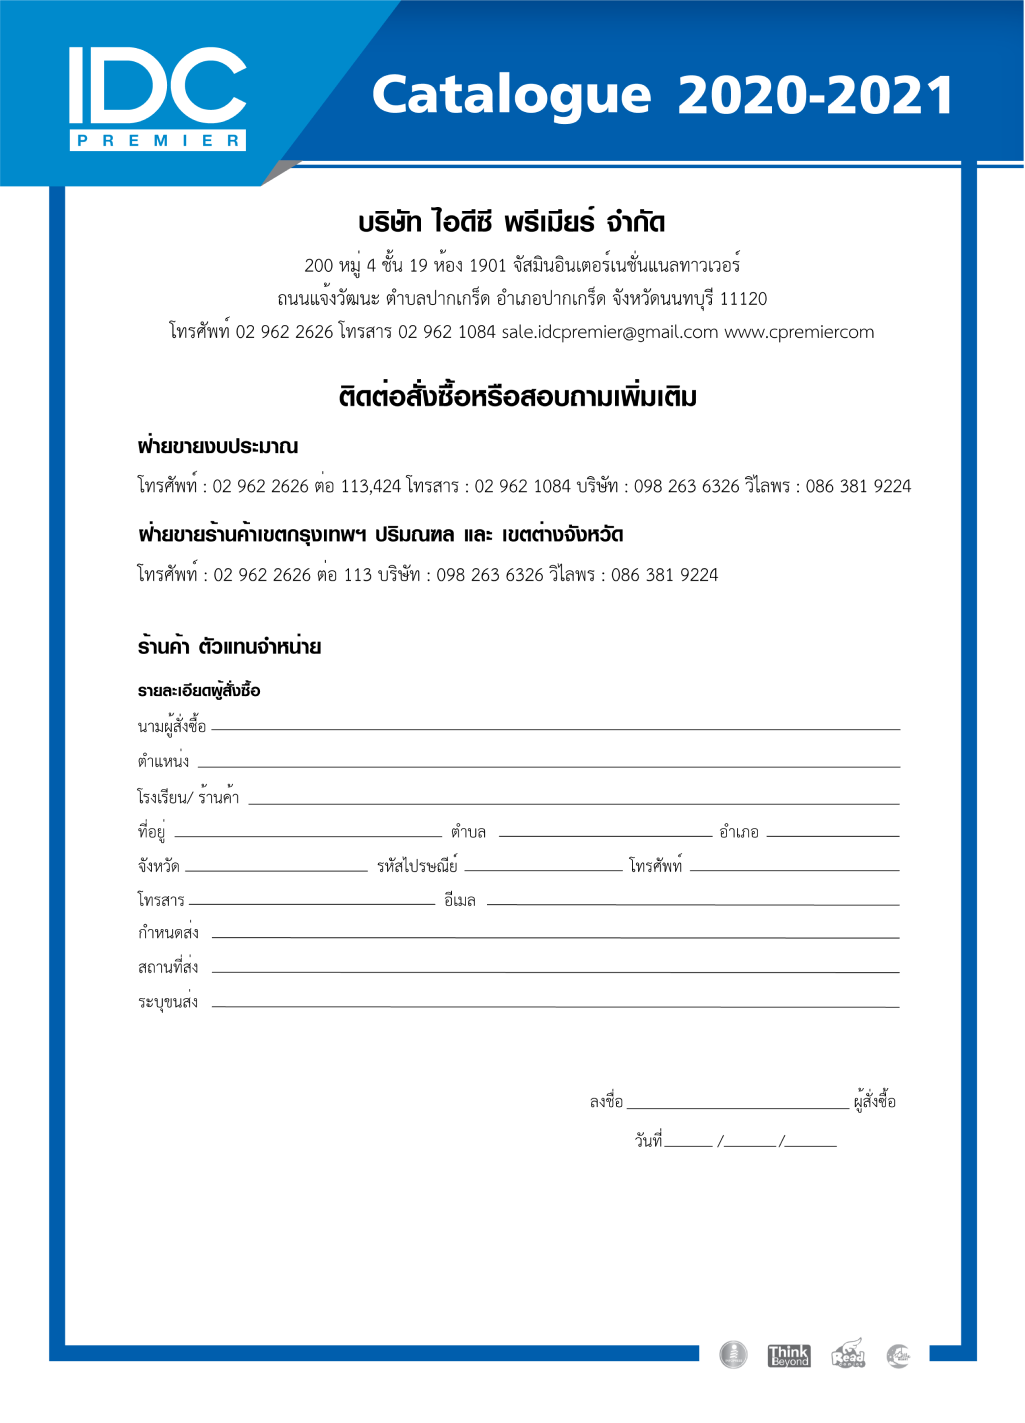 IDC
PREMIER
Catalogue 2020-2021
บริษัท ไอดีซี พรีเมียร์ จำกัด
200 หมู่ 4 ชั้น 19 ห้อง 1901 จัสมินอินเตอร์เนชั่นแนลทาวเวอร์
ถนนแจ้งวัฒนะ ตำบลปากเกร็ด อำเภอปากเกร็ด จังหวัดนนทบุรี 11120
โทรศัพท์ 02 962 2626 โทรสาร 02 962 1084 sale.idcpremier@gmail.com www.cpremiercom
ติดต่อสั่งซื้อหรือสอบถามเพิ่มเติม
ฝ่ายขายงบประมาณ
โทรศัพท์ : 02 962 2626 ต่อ 113,424 โทรสาร : 02 962 1084 บริษัท : 098 263 6326 วิไลพร : 086 381 9224
ฝ่ายขายร้านค้าเขตกรุงเทพฯ ปริมณฑล และ เขตต่างจังหวัด
โทรศัพท์ : 02 962 2626 ต่อ 113 บริษัท : 098 263 6326 วิไลพร : 086 381 9224
ร้านค้า ตัวแทนจำหน่าย
รายละเอียดผู้สั่งซื้อ
นามผู้สั่งซื้อ
ตำแหน่ง
โรงเรียน/ ร้านค้า
ที่อยู่ ตำบล อำเภอ
จังหวัด รหัสไปรษณีย์ โทรศัพท์
โทรสาร อีเมล
กำหนดส่ง
สถานที่ส่ง
ระบุขนส่ง
ลงชื่อ ผู้สั่งซื้อ
วันที่ / /
Think
Beyond
Read